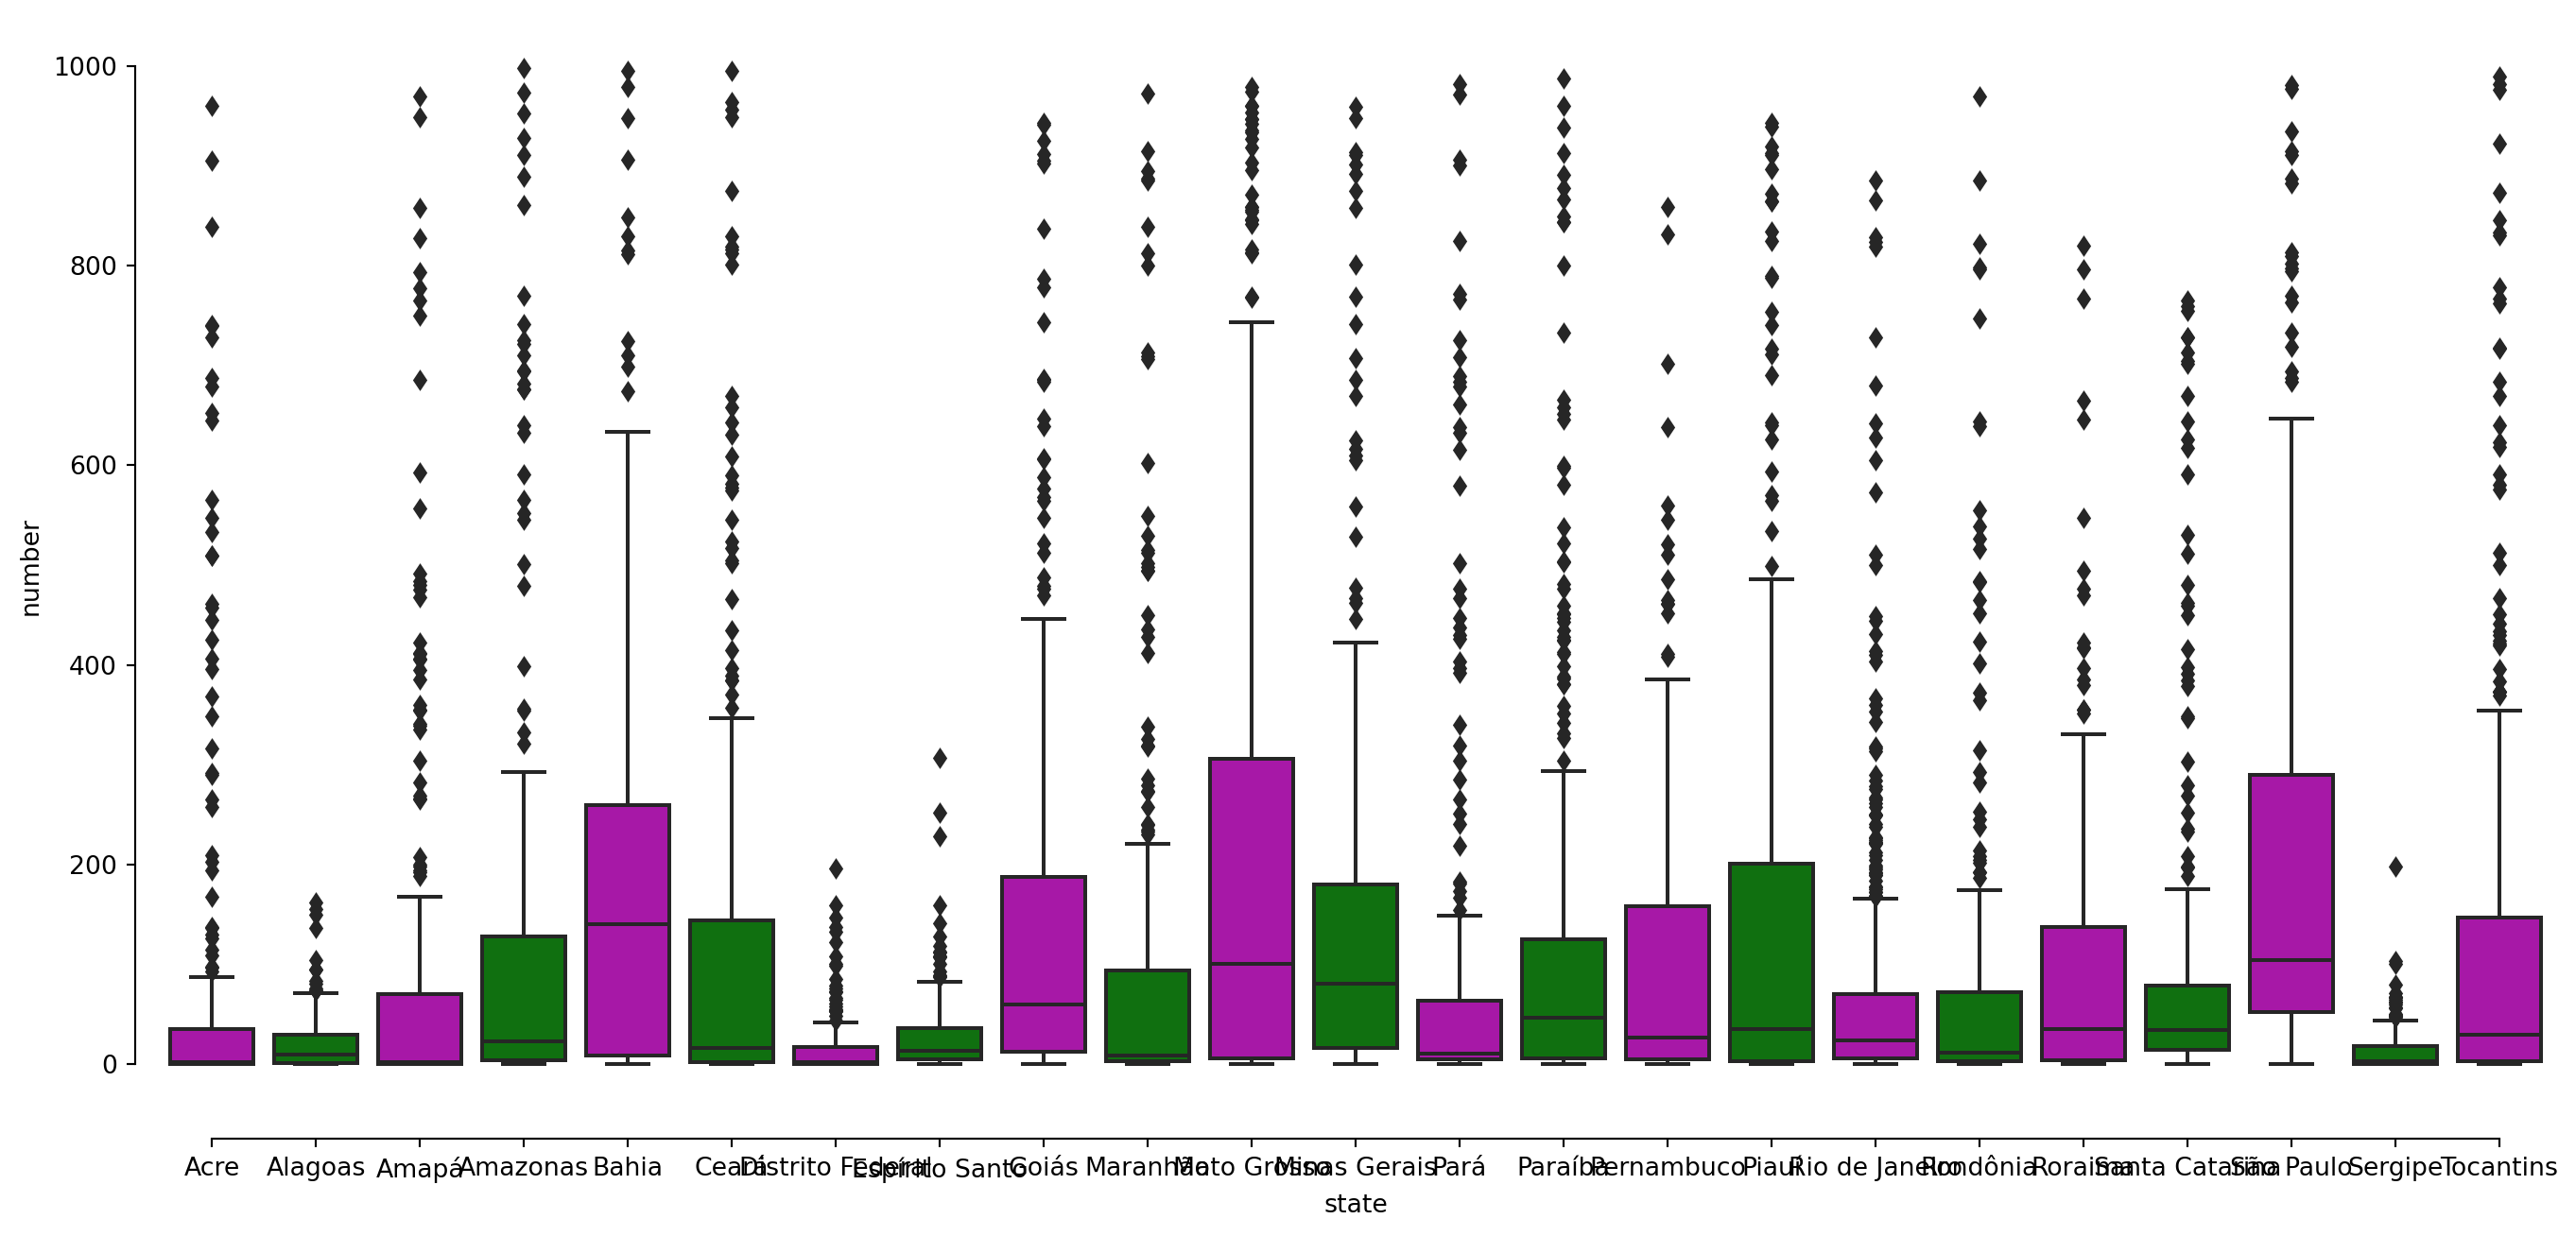 1000
800
600
400
200
0
number
Acre Alagoas Amapá Amazonas Bahia Ceará Distrito Federal Espírito Santo Goiás Maranhão Mato Grosso Minas Gerais Pará Paraíba Pernambuco Piauí Rio de Janeiro Rondônia Roraima Santa Catarina São Paulo Sergipe Tocantins
state